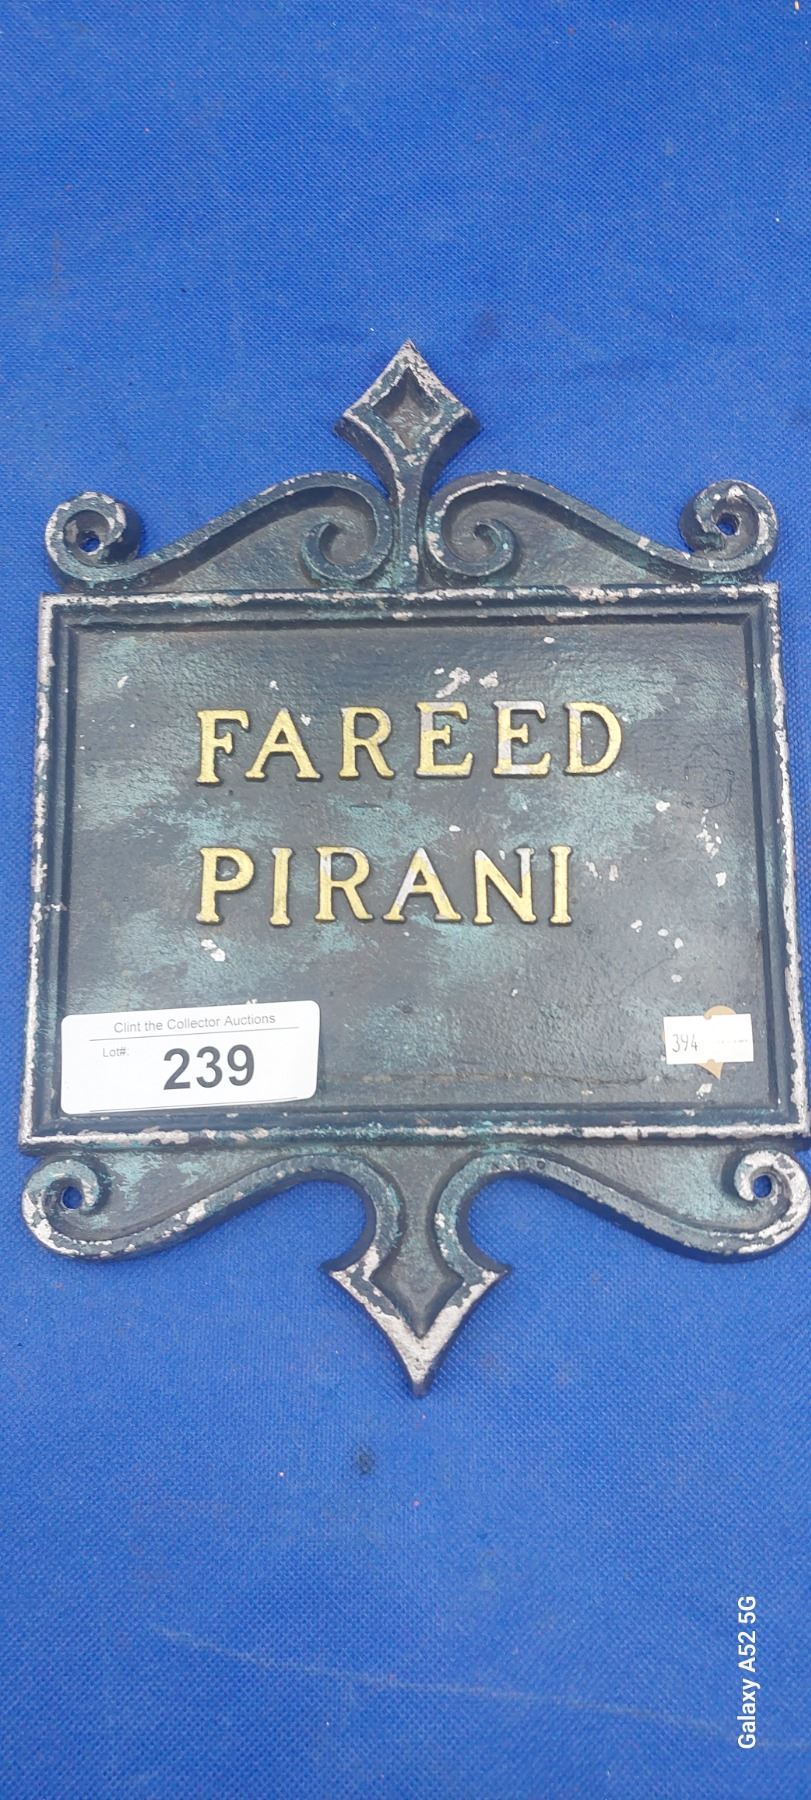 FAREED
PIRANI
Clint the Collector Auctions
Lot#:
239
394
Galaxy A52 5G